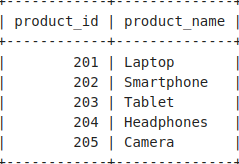 +------------+--------------+
| product_id | product_name |
+------------+--------------+
|        201 | Laptop       |
|        202 | Smartphone   |
|        203 | Tablet       |
|        204 | Headphones   |
|        205 | Camera       |
+------------+--------------+